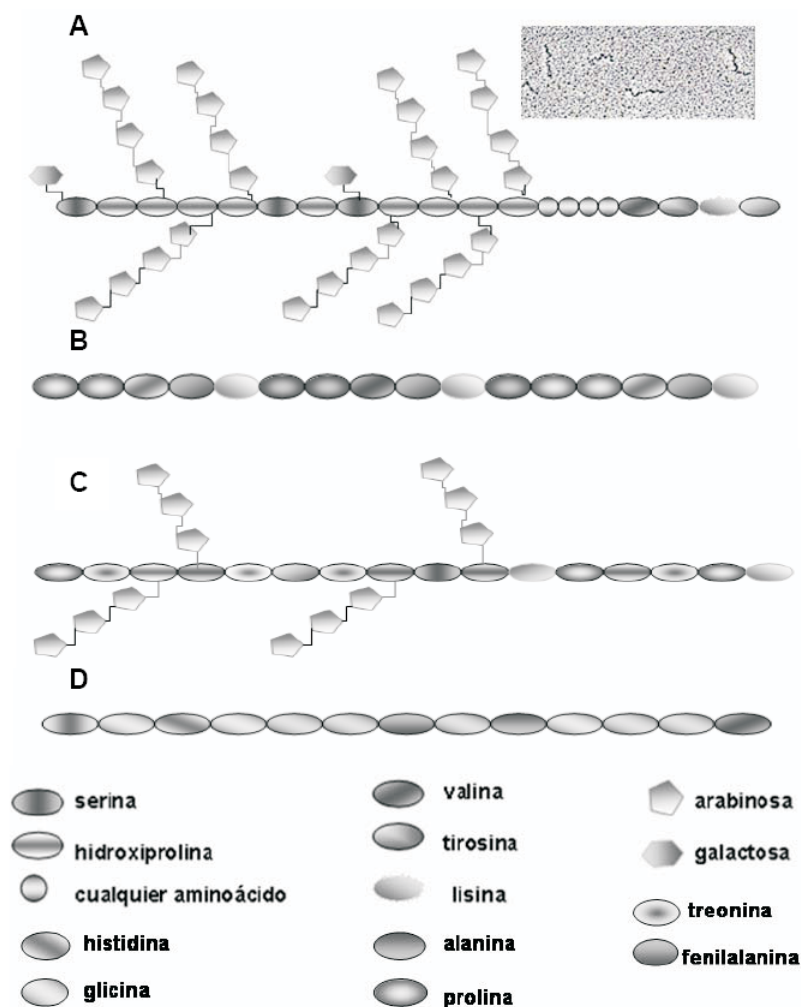 A
B
C
D
serina
hidroxiprolina
cualquier aminoácido
histidina
glicina
valina
tirosina
lisina
alanina
prolina
arabinosa
galactosa
treonina
fenilalanina